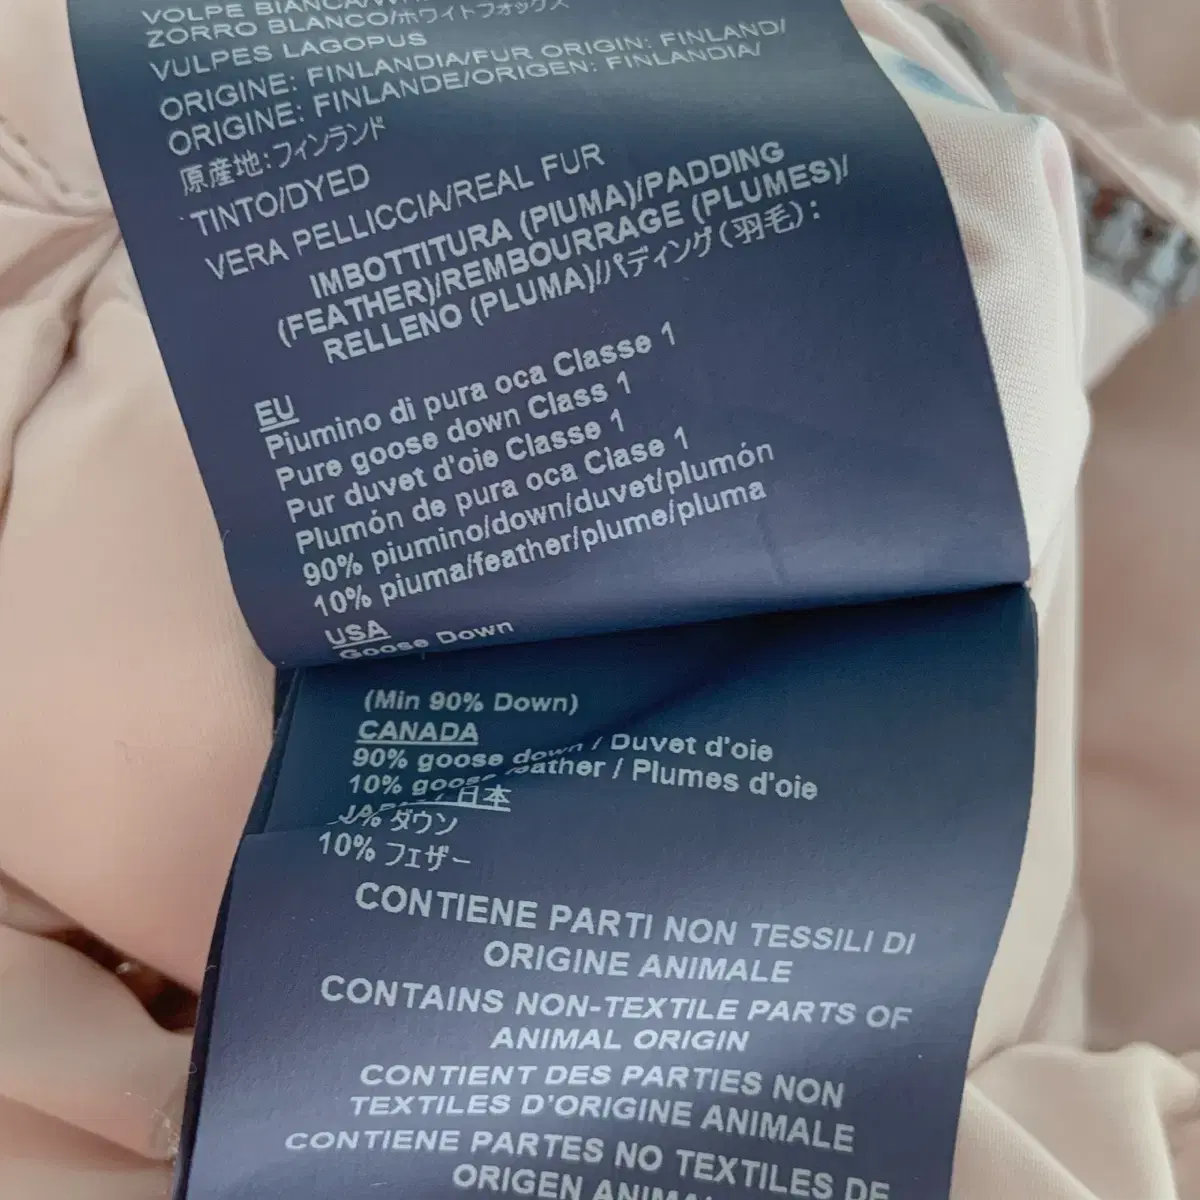 VOLPE BIANCA/
ZORRO BLANCO/ホワイトフォックス
VULPES LAGOPUS
ORIGINE: FINLANDIA/FUR ORIGIN: FINLAND/
ORIGINE: FINLANDE/ORIGEN: FINLANDIA/
原産地:フィンランド
TINTO/DYED
VERA PELLICCIA/REAL FUR
IMBOTTITURA (PIUMA)/PADDING
(FEATHER)/REMBOURRAGE (PLUMES)/
RELLENO (PLUMA)/パディング(羽毛):
EU
Piumino di pura oca Classe 1
Pure goose down Class 1
Pur duvet d'oie Classe 1
Plumón de pura oca Clase 1
90% piumino/down/duvet/plumón
10% piuma/feather/plume/pluma
USA
Goose Down
(Min 90% Down)
CANADA
90% goose down / Duvet d'oie
10% goose feather / Plumes d'oie
日本
ダウン
10% フェザー
CONTIENE PARTI NON TESSILI DI
ORIGINE ANIMALE
CONTAINS NON-TEXTILE PARTS OF
ANIMAL ORIGIN
CONTIENT DES PARTIES NON
TEXTILES D'ORIGINE ANIMALE
CONTIENE PARTES NO TEXTILES DE
ORIGEN